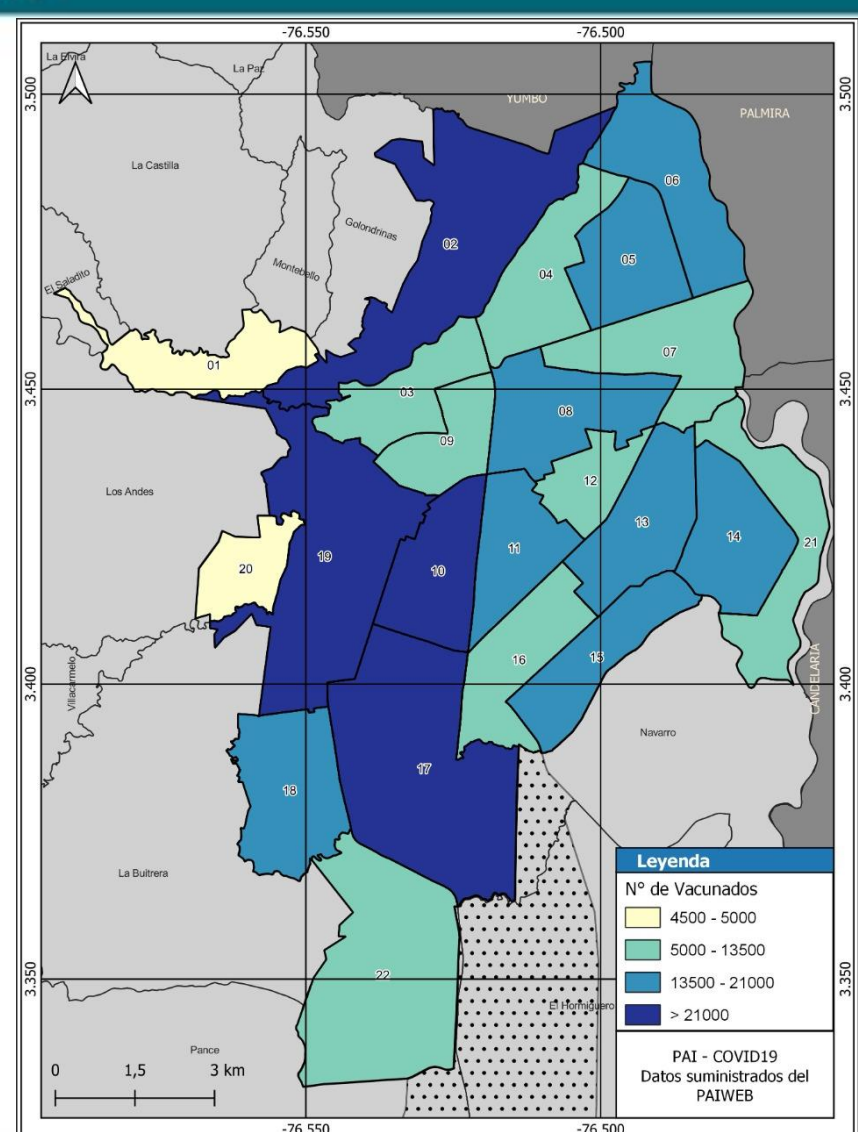 -76.550 -76.500
La Elvira
La Paz
3.500 3.500
YUMBO
PALMIRA
La Castilla
06
Golondrinas
02
Montebello
05
04
El Saladito
01
07
3.450 3.450
03
08
09
12
Los Andes
13
14
21
11
19
10
20
16
15
Villacarmelo
3.400 3.400
CANDELARIA
Navarro
17
18
La Buitrera
22
3.350 3.350
El Hormiguero
Pance
0 1,5 3 km
-76.550 -76.500
Leyenda
N° de Vacunados
4500 - 5000
5000 - 13500
13500 - 21000
> 21000
PAI - COVID19
Datos suministrados del
PAIWEB